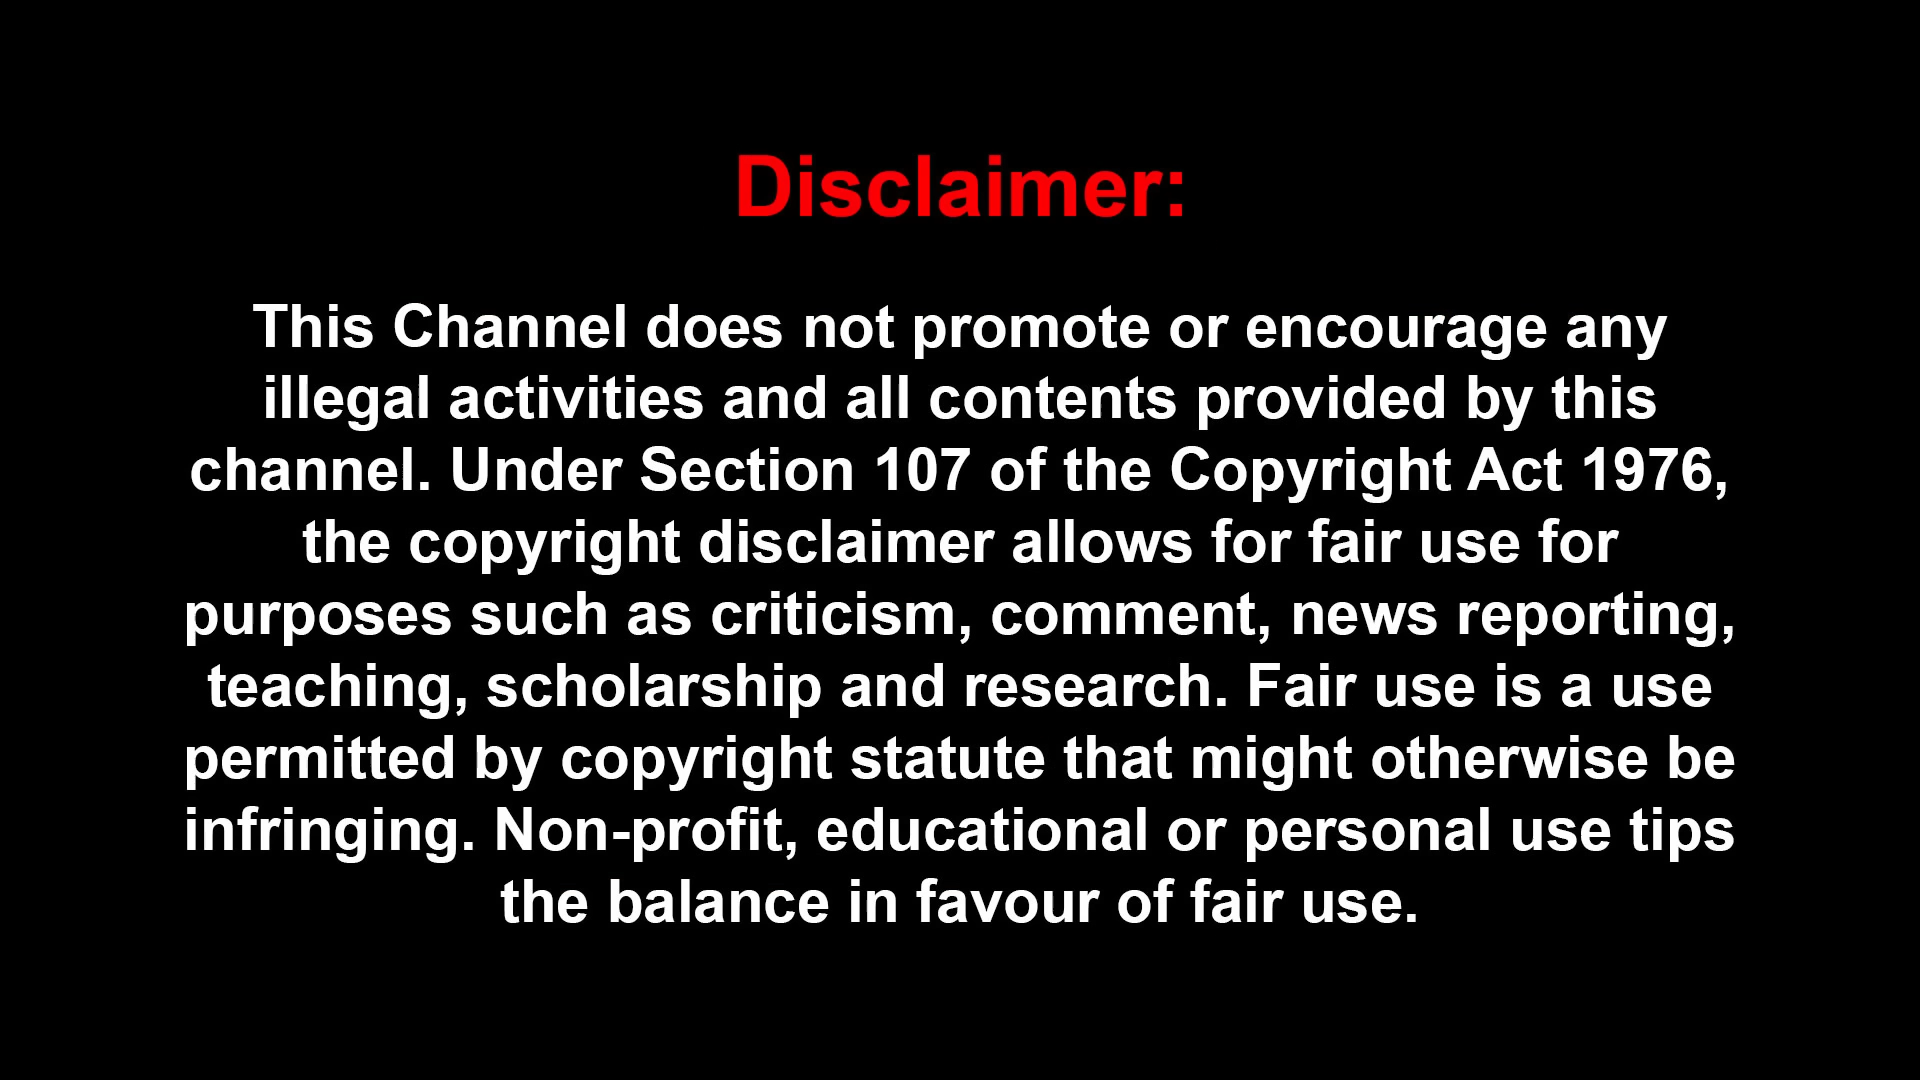 Disclaimer:
This Channel does not promote or encourage any
illegal activities and all contents provided by this
channel. Under Section 107 of the Copyright Act 1976,
the copyright disclaimer allows for fair use for
purposes such as criticism, comment, news reporting,
teaching, scholarship and research. Fair use is a use
permitted by copyright statute that might otherwise be
infringing. Non-profit, educational or personal use tips
the balance in favour of fair use.